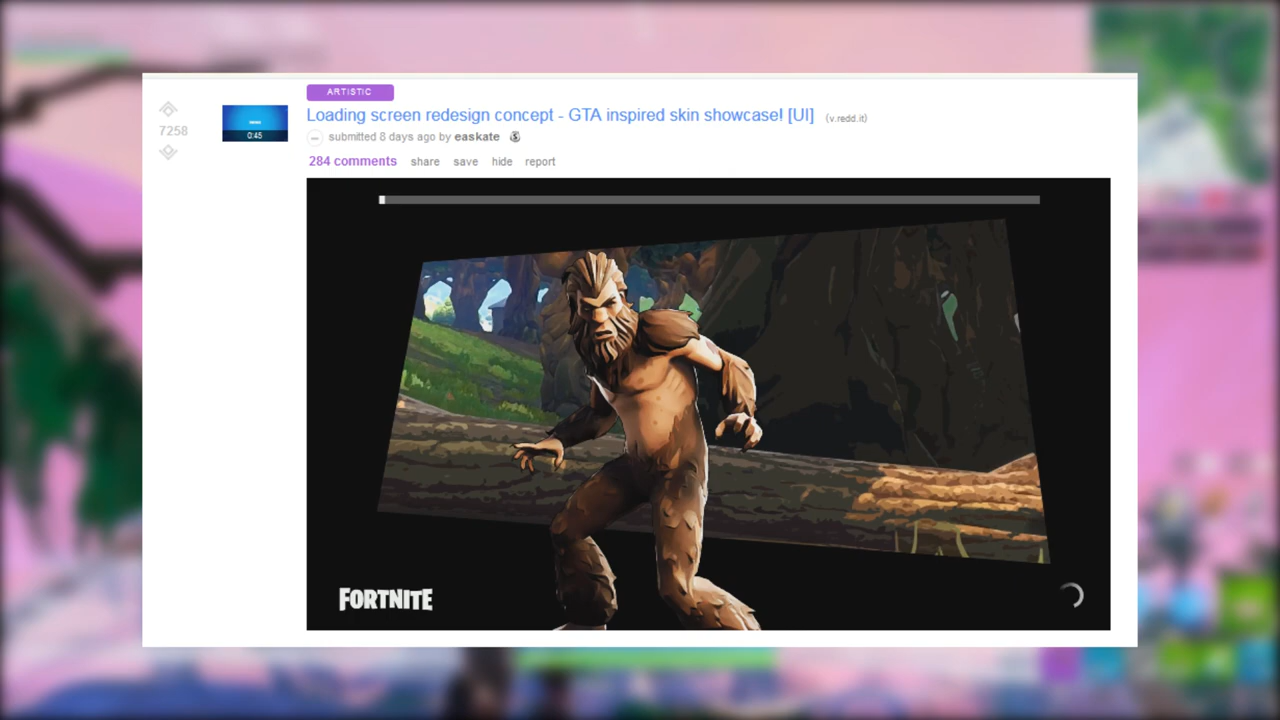 ARTISTIC
Loading screen redesign concept - GTA inspired skin showcase! [UI] (v.redd.it)
7258
0:45
submitted 8 days ago by easkate
284 comments share save hide report
FORTNITE